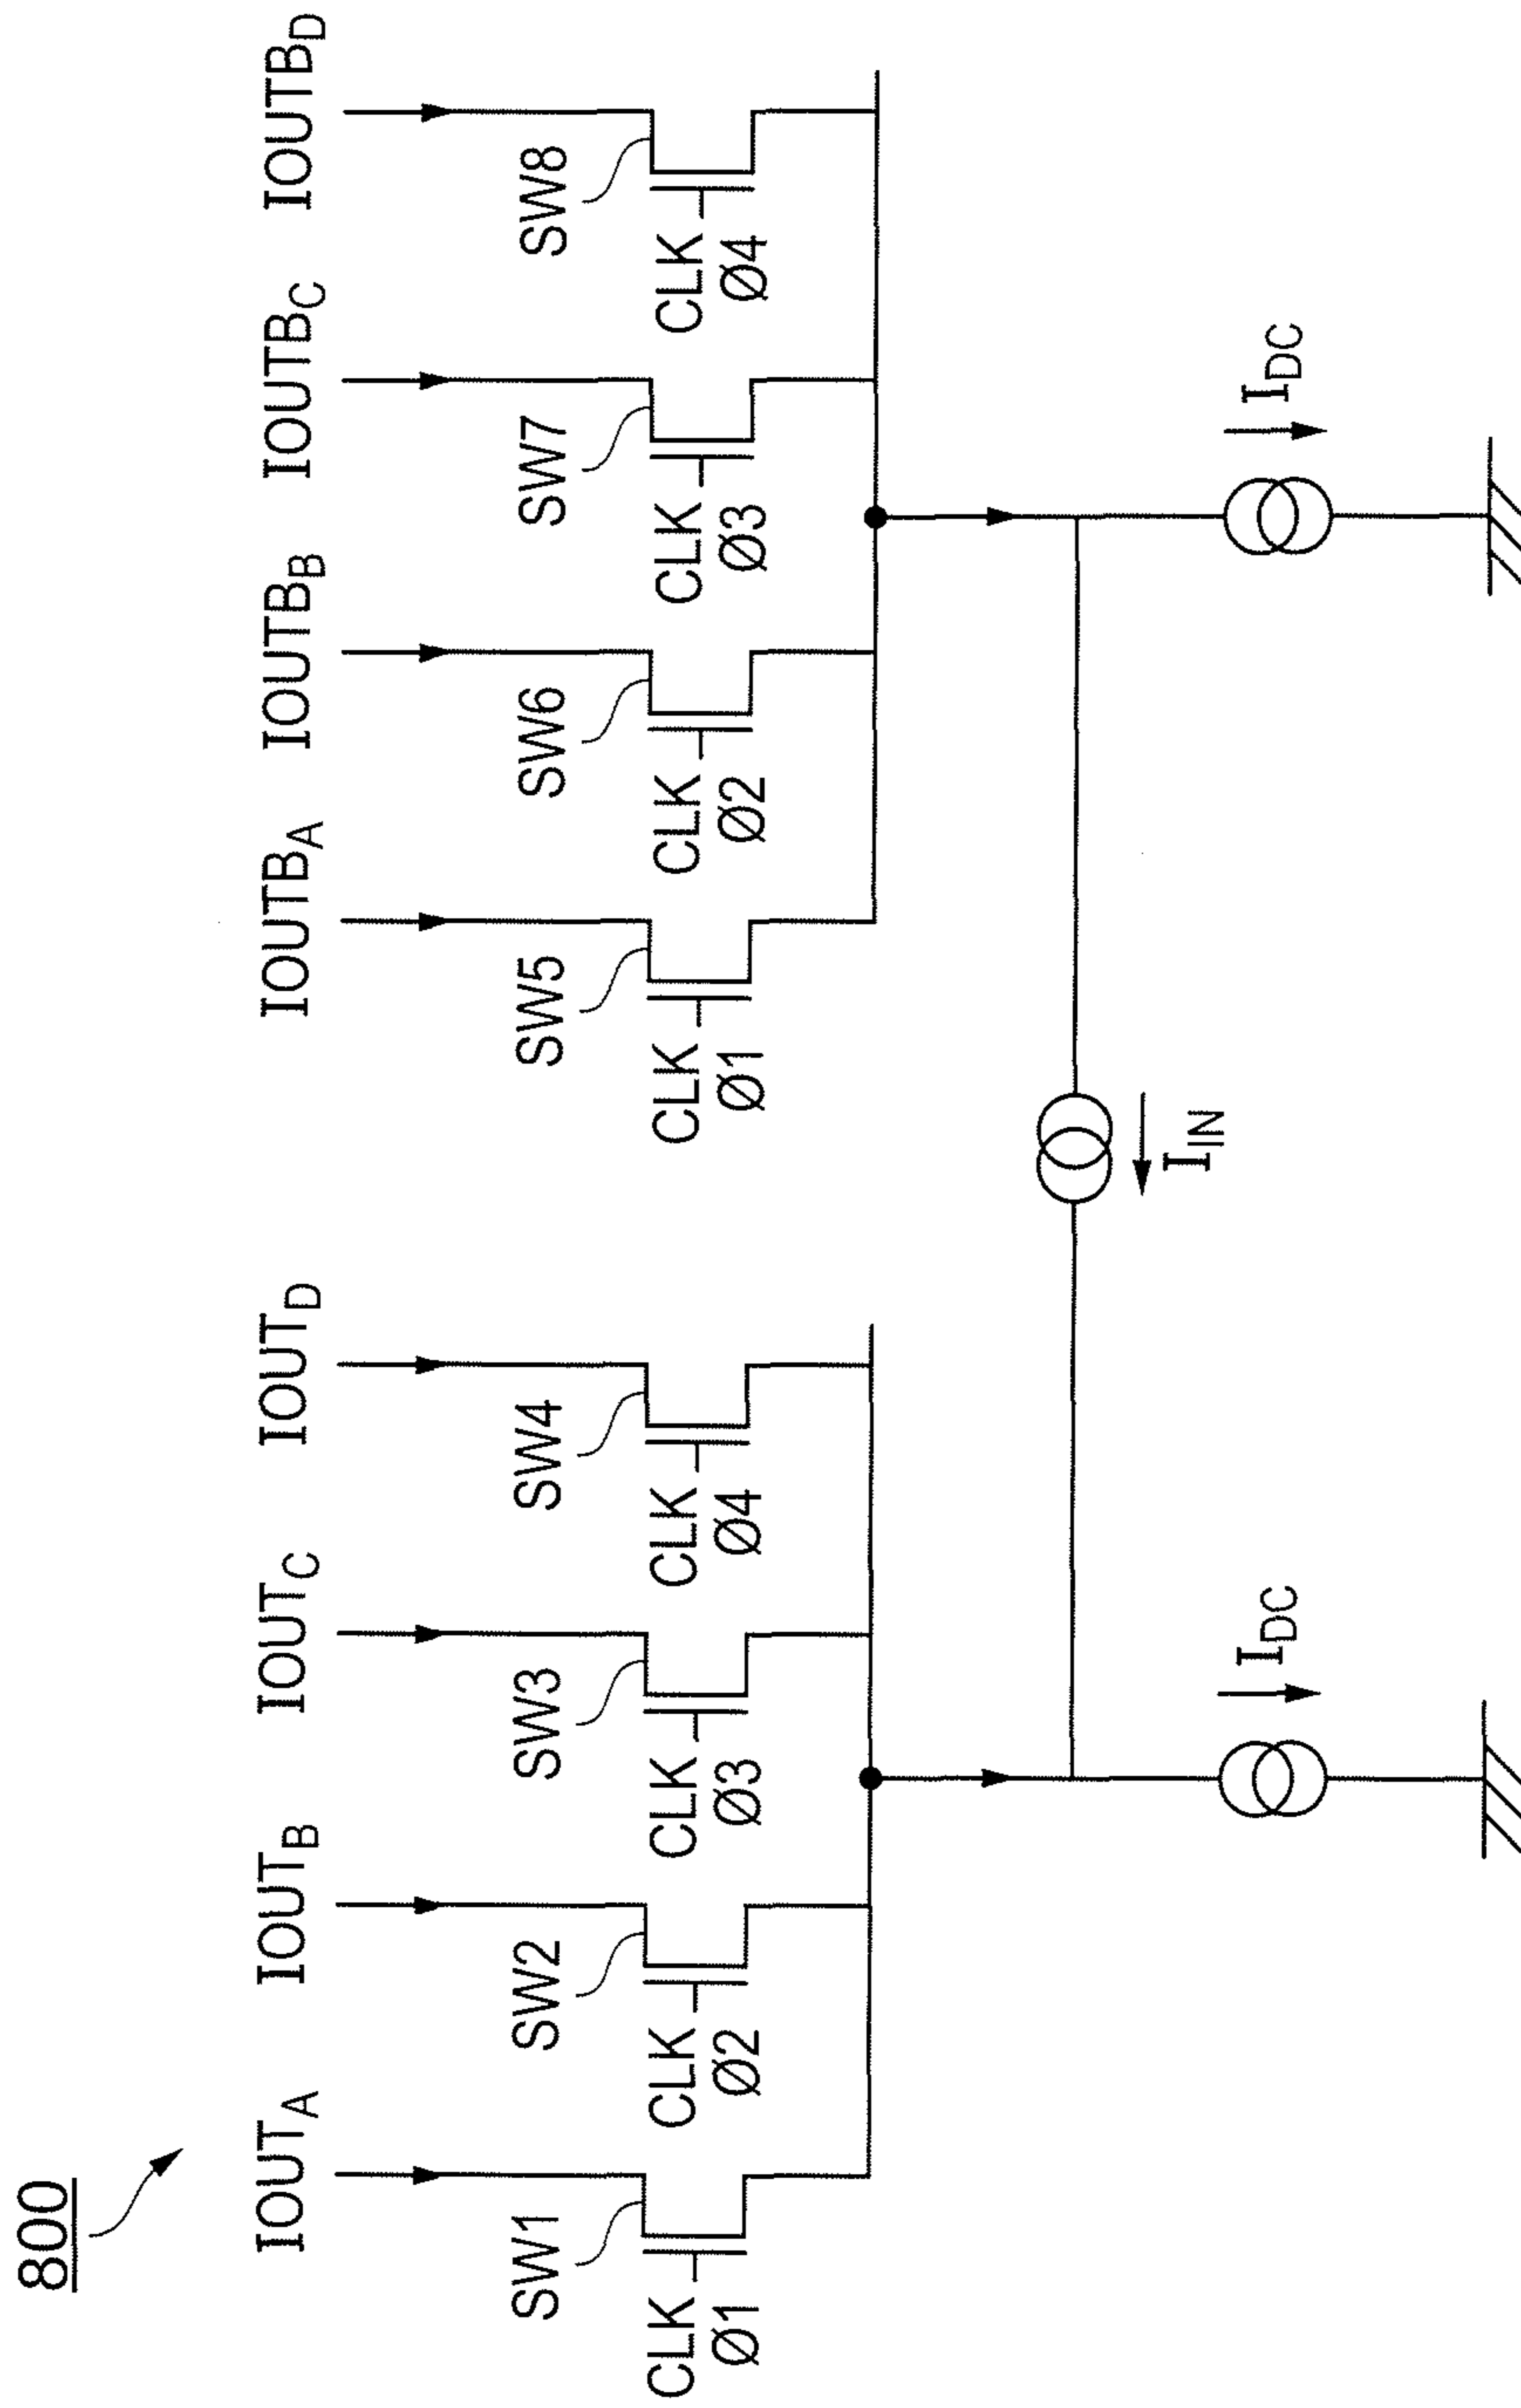 800
IOUT_A IOUT_B IOUT_C IOUT_D IOUTB_A IOUTB_B IOUTB_C IOUTB_D
SW1 SW2 SW3 SW4 SW5 SW6 SW7 SW8
CLK CLK CLK CLK CLK CLK CLK CLK
Ø1 Ø2 Ø3 Ø4 Ø1 Ø2 Ø3 Ø4
I_IN
I_DC I_DC